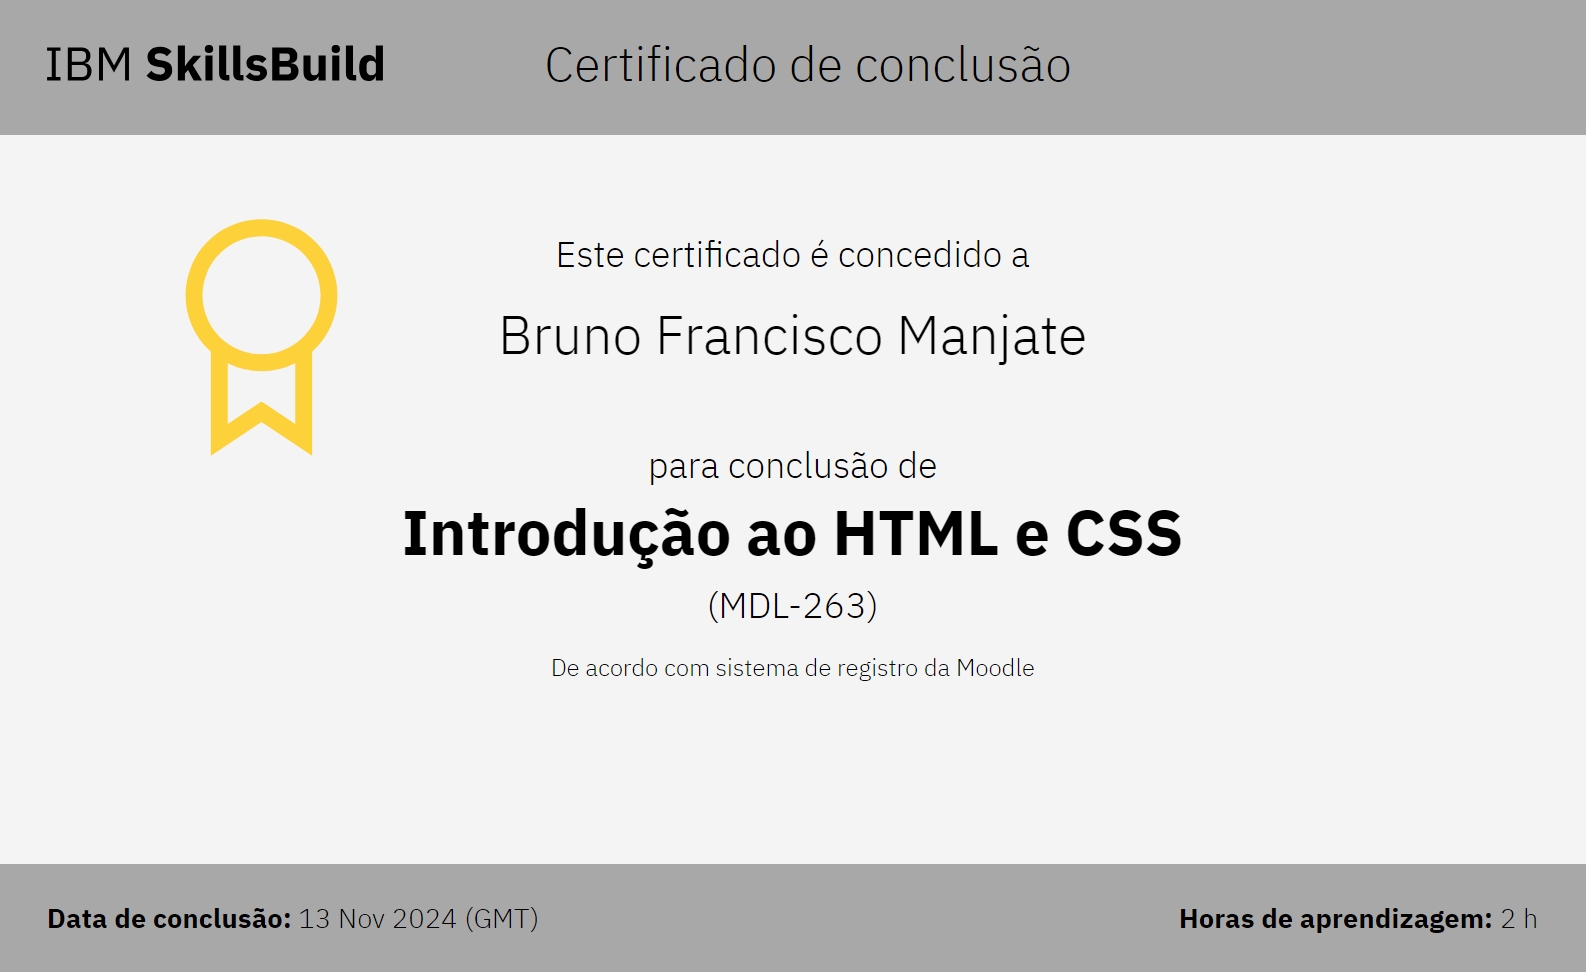 IBM SkillsBuild
Certificado de conclusão
Este certificado é concedido a
Bruno Francisco Manjate
para conclusão de
Introdução ao HTML e CSS
(MDL-263)
De acordo com sistema de registro da Moodle
Data de conclusão: 13 Nov 2024 (GMT)
Horas de aprendizagem: 2 h